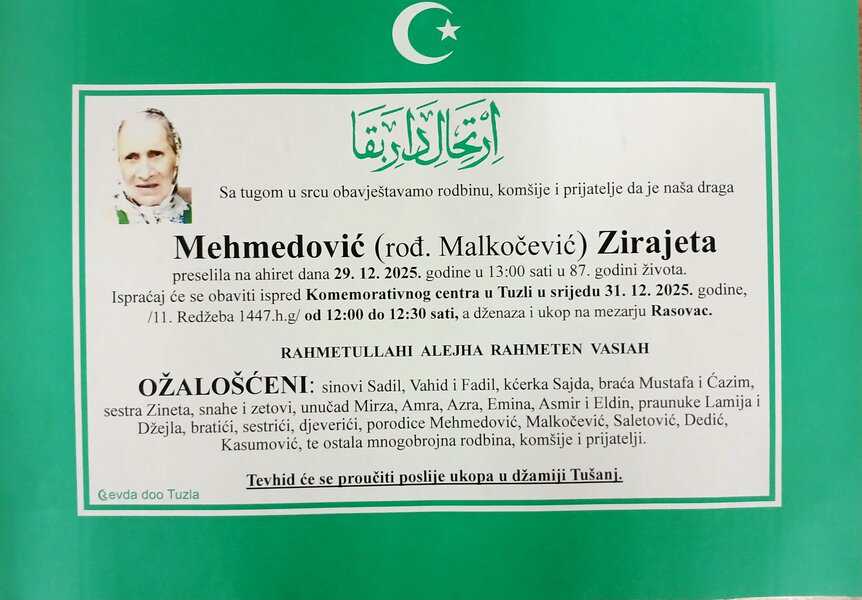 اِرْتِحَالِ دَارِ بَقَا
Sa tugom u srcu obavještavamo rodbinu, komšije i prijatelje da je naša draga
Mehmedović (rođ. Malkočević) Zirajeta
preselila na ahiret dana 29. 12. 2025. godine u 13:00 sati u 87. godini života.
Ispraćaj će se obaviti ispred Komemorativnog centra u Tuzli u srijedu 31. 12. 2025. godine,
/11. Redžeba 1447.h.g/ od 12:00 do 12:30 sati, a dženaza i ukop na mezarju Rasovac.
RAHMETULLAHI ALEJHA RAHMETEN VASIAH
OŽALOŠĆENI: sinovi Sadil, Vahid i Fadil, kćerka Sajda, braća Mustafa i Ćazim,
sestra Zineta, snahe i zetovi, unučad Mirza, Amra, Azra, Emina, Asmir i Eldin, praunuke Lamija i
Džejla, bratići, sestrići, djeverići, porodice Mehmedović, Malkočević, Saletović, Dedić,
Kasumović, te ostala mnogobrojna rodbina, komšije i prijatelji.
Tevhid će se proučiti poslije ukopa u džamiji Tušanj.
Čevda doo Tuzla